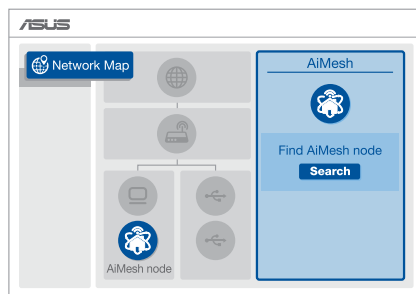 ASUS
Network Map
AiMesh
Find AiMesh node
Search
AiMesh node